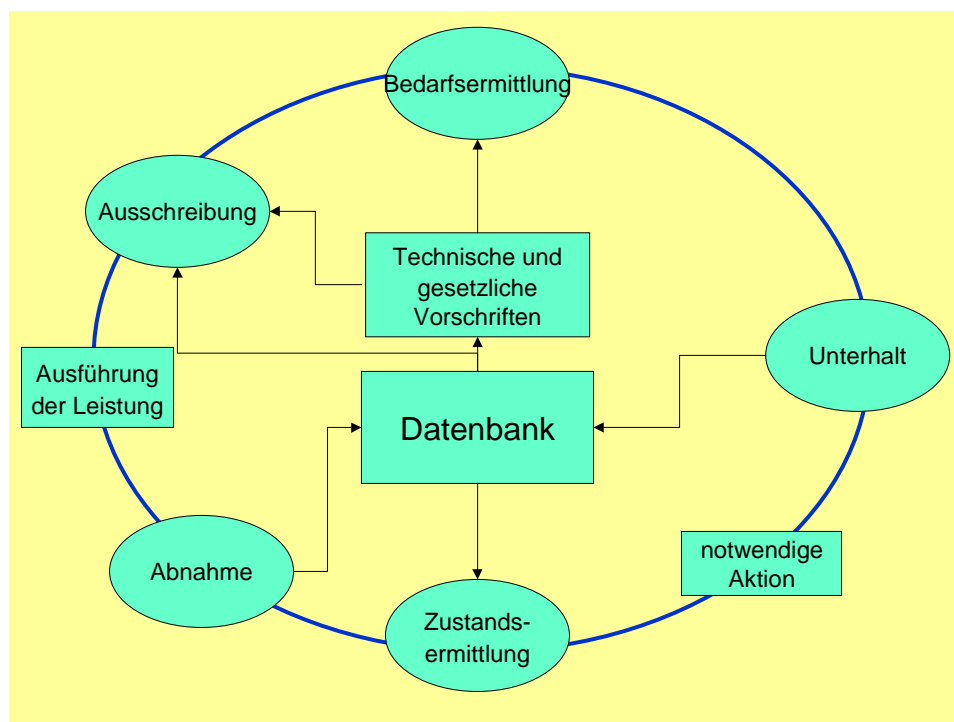 Bedarfsermittlung
Ausschreibung
Technische und
gesetzliche
Vorschriften
Unterhalt
Ausführung
der Leistung
Datenbank
notwendige
Aktion
Abnahme
Zustands-
ermittlung